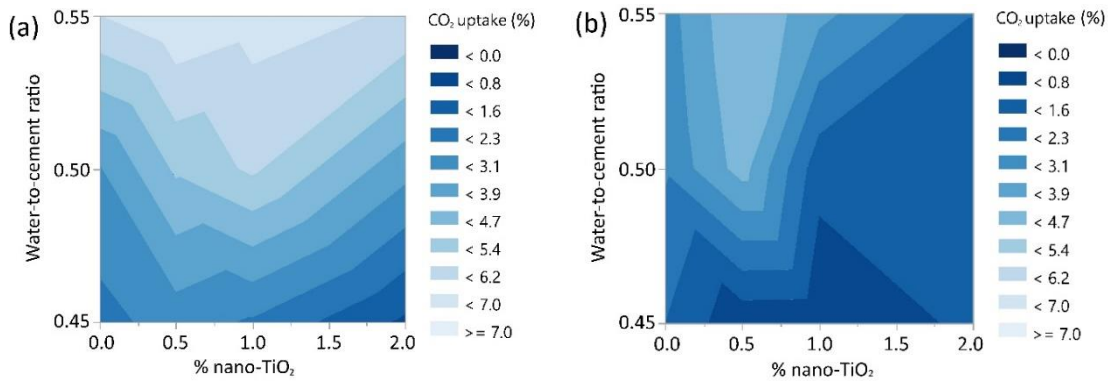 (a)
0.55
0.50
0.45
Water-to-cement ratio
0.0 0.5 1.0 1.5 2.0
% nano-TiO₂
CO₂ uptake (%)
< 0.0
< 0.8
< 1.6
< 2.3
< 3.1
< 3.9
< 4.7
< 5.4
< 6.2
< 7.0
>= 7.0
(b)
0.55
0.50
0.45
Water-to-cement ratio
0.0 0.5 1.0 1.5 2.0
% nano-TiO₂
CO₂ uptake (%)
< 0.0
< 0.8
< 1.6
< 2.3
< 3.1
< 3.9
< 4.7
< 5.4
< 6.2
< 7.0
>= 7.0